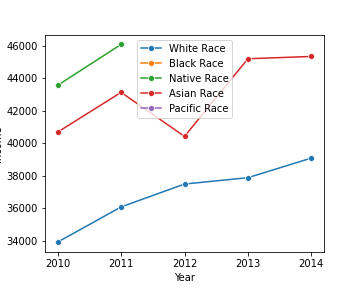 46000
44000
42000
40000
38000
36000
34000
White Race
Black Race
Native Race
Asian Race
Pacific Race
2010 2011 2012 2013 2014
Year